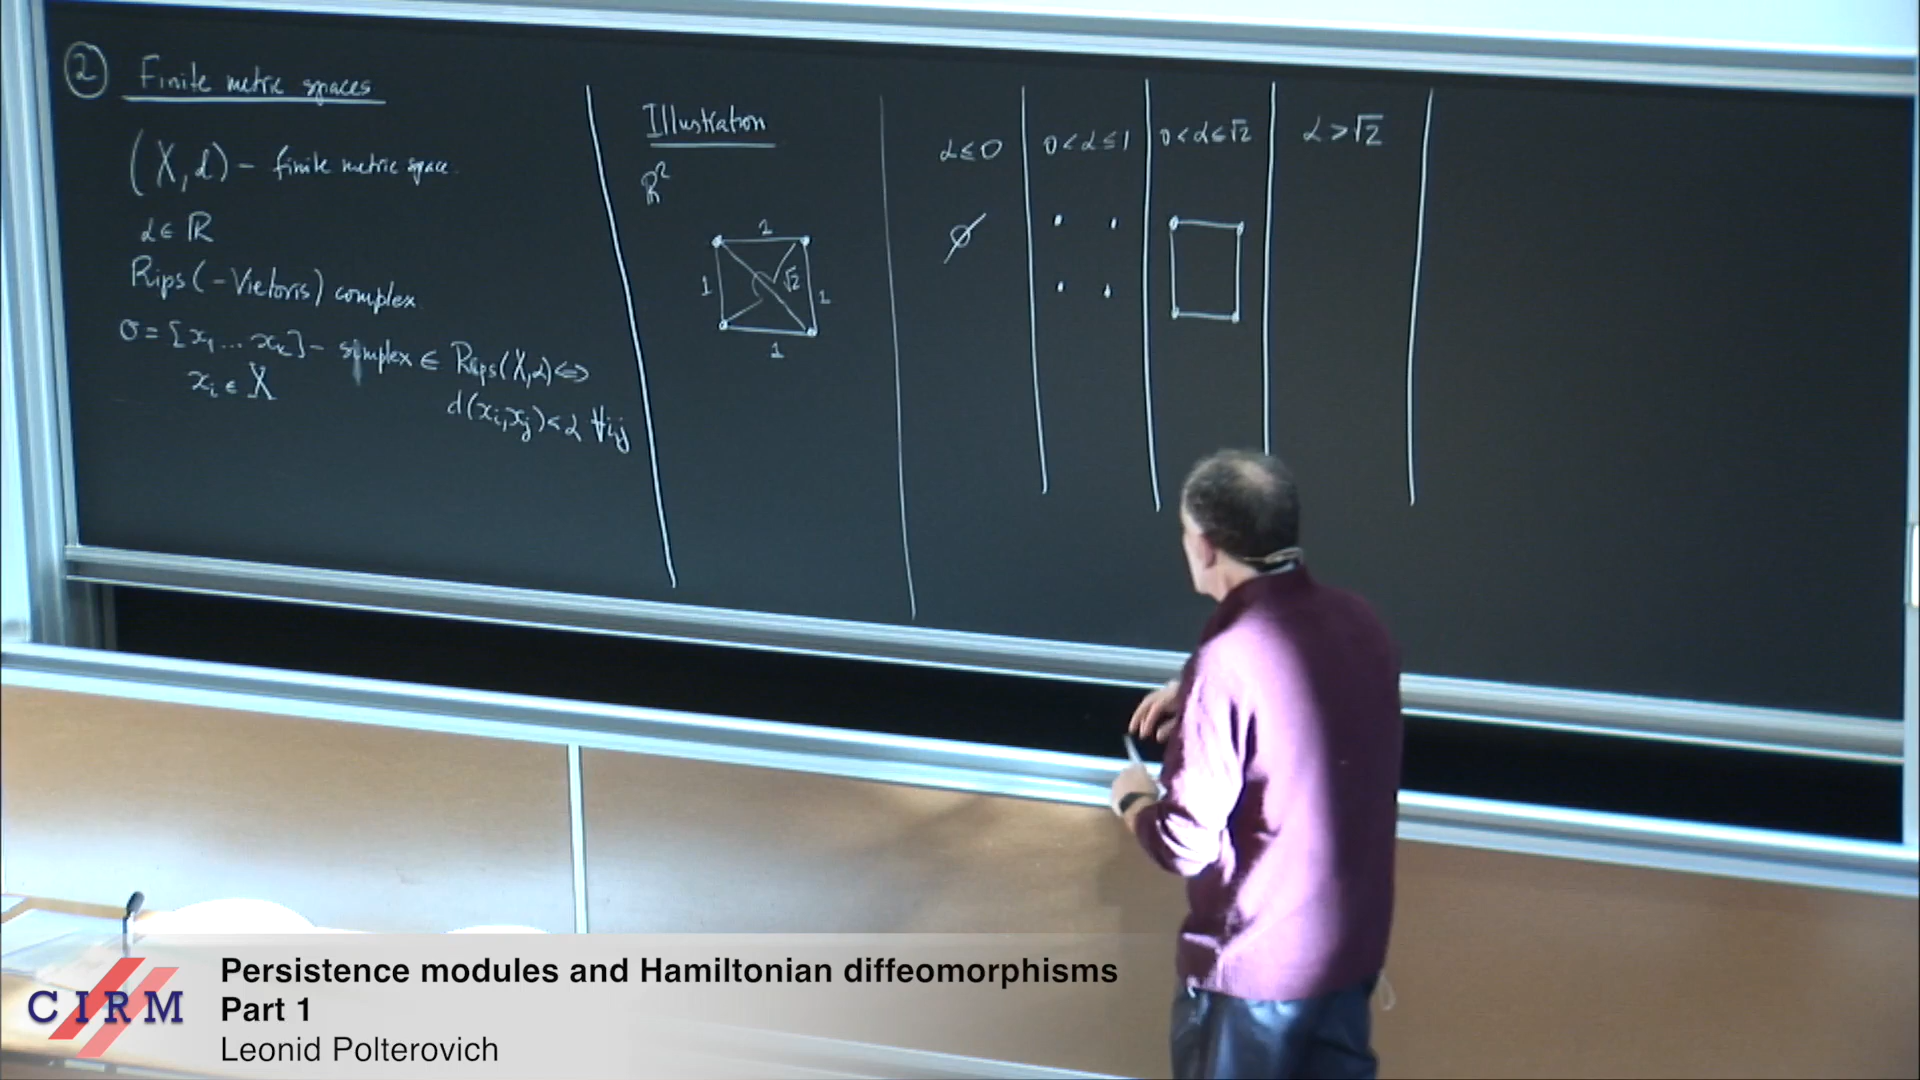 ② Finite metric spaces
(X,d) – finite metric space.
α ∈ ℝ
Rips(-Vietoris) complex.
σ = [x₁ ... xₖ] – simplex ∈ Rips(X,α) ⇔
xᵢ ∈ X
d(xᵢ,xⱼ) < α ∀i,j
Illustration
ℝ²
1
1
√2
1
1
α ≤ 0
0 < α ≤ 1
0 < α ≤ √2
α > √2
∅
CIRM
Persistence modules and Hamiltonian diffeomorphisms
Part 1
Leonid Polterovich